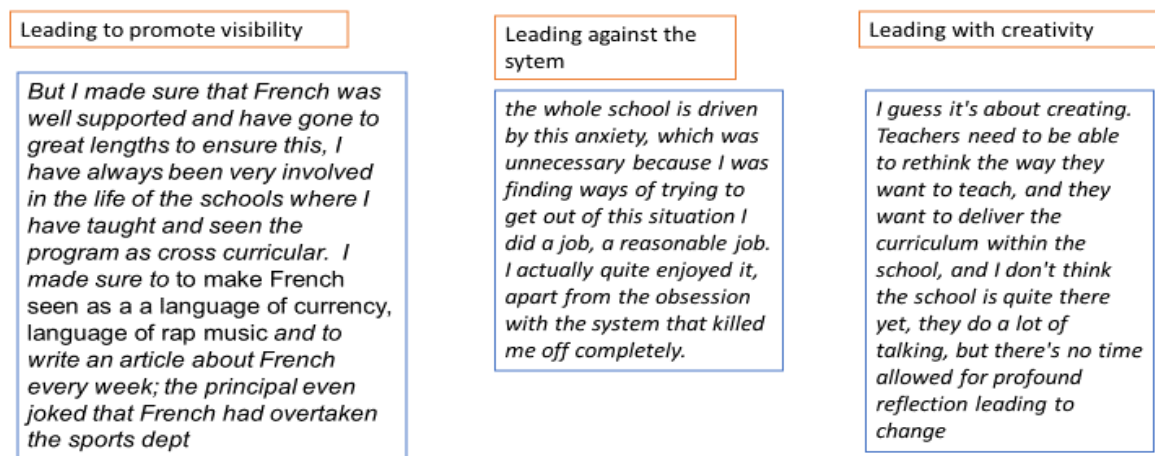 Leading to promote visibility
But I made sure that French was
well supported and have gone to
great lengths to ensure this, I
have always been very involved
in the life of the schools where I
have taught and seen the
program as cross curricular.  I
made sure to to make French
seen as a a language of currency,
language of rap music and to
write an article about French
every week; the principal even
joked that French had overtaken
the sports dept
Leading against the
sytem
the whole school is driven
by this anxiety, which was
unnecessary because I was
finding ways of trying to
get out of this situation I
did a job, a reasonable job.
I actually quite enjoyed it,
apart from the obsession
with the system that killed
me off completely.
Leading with creativity
I guess it's about creating.
Teachers need to be able
to rethink the way they
want to teach, and they
want to deliver the
curriculum within the
school, and I don't think
the school is quite there
yet, they do a lot of
talking, but there's no time
allowed for profound
reflection leading to
change